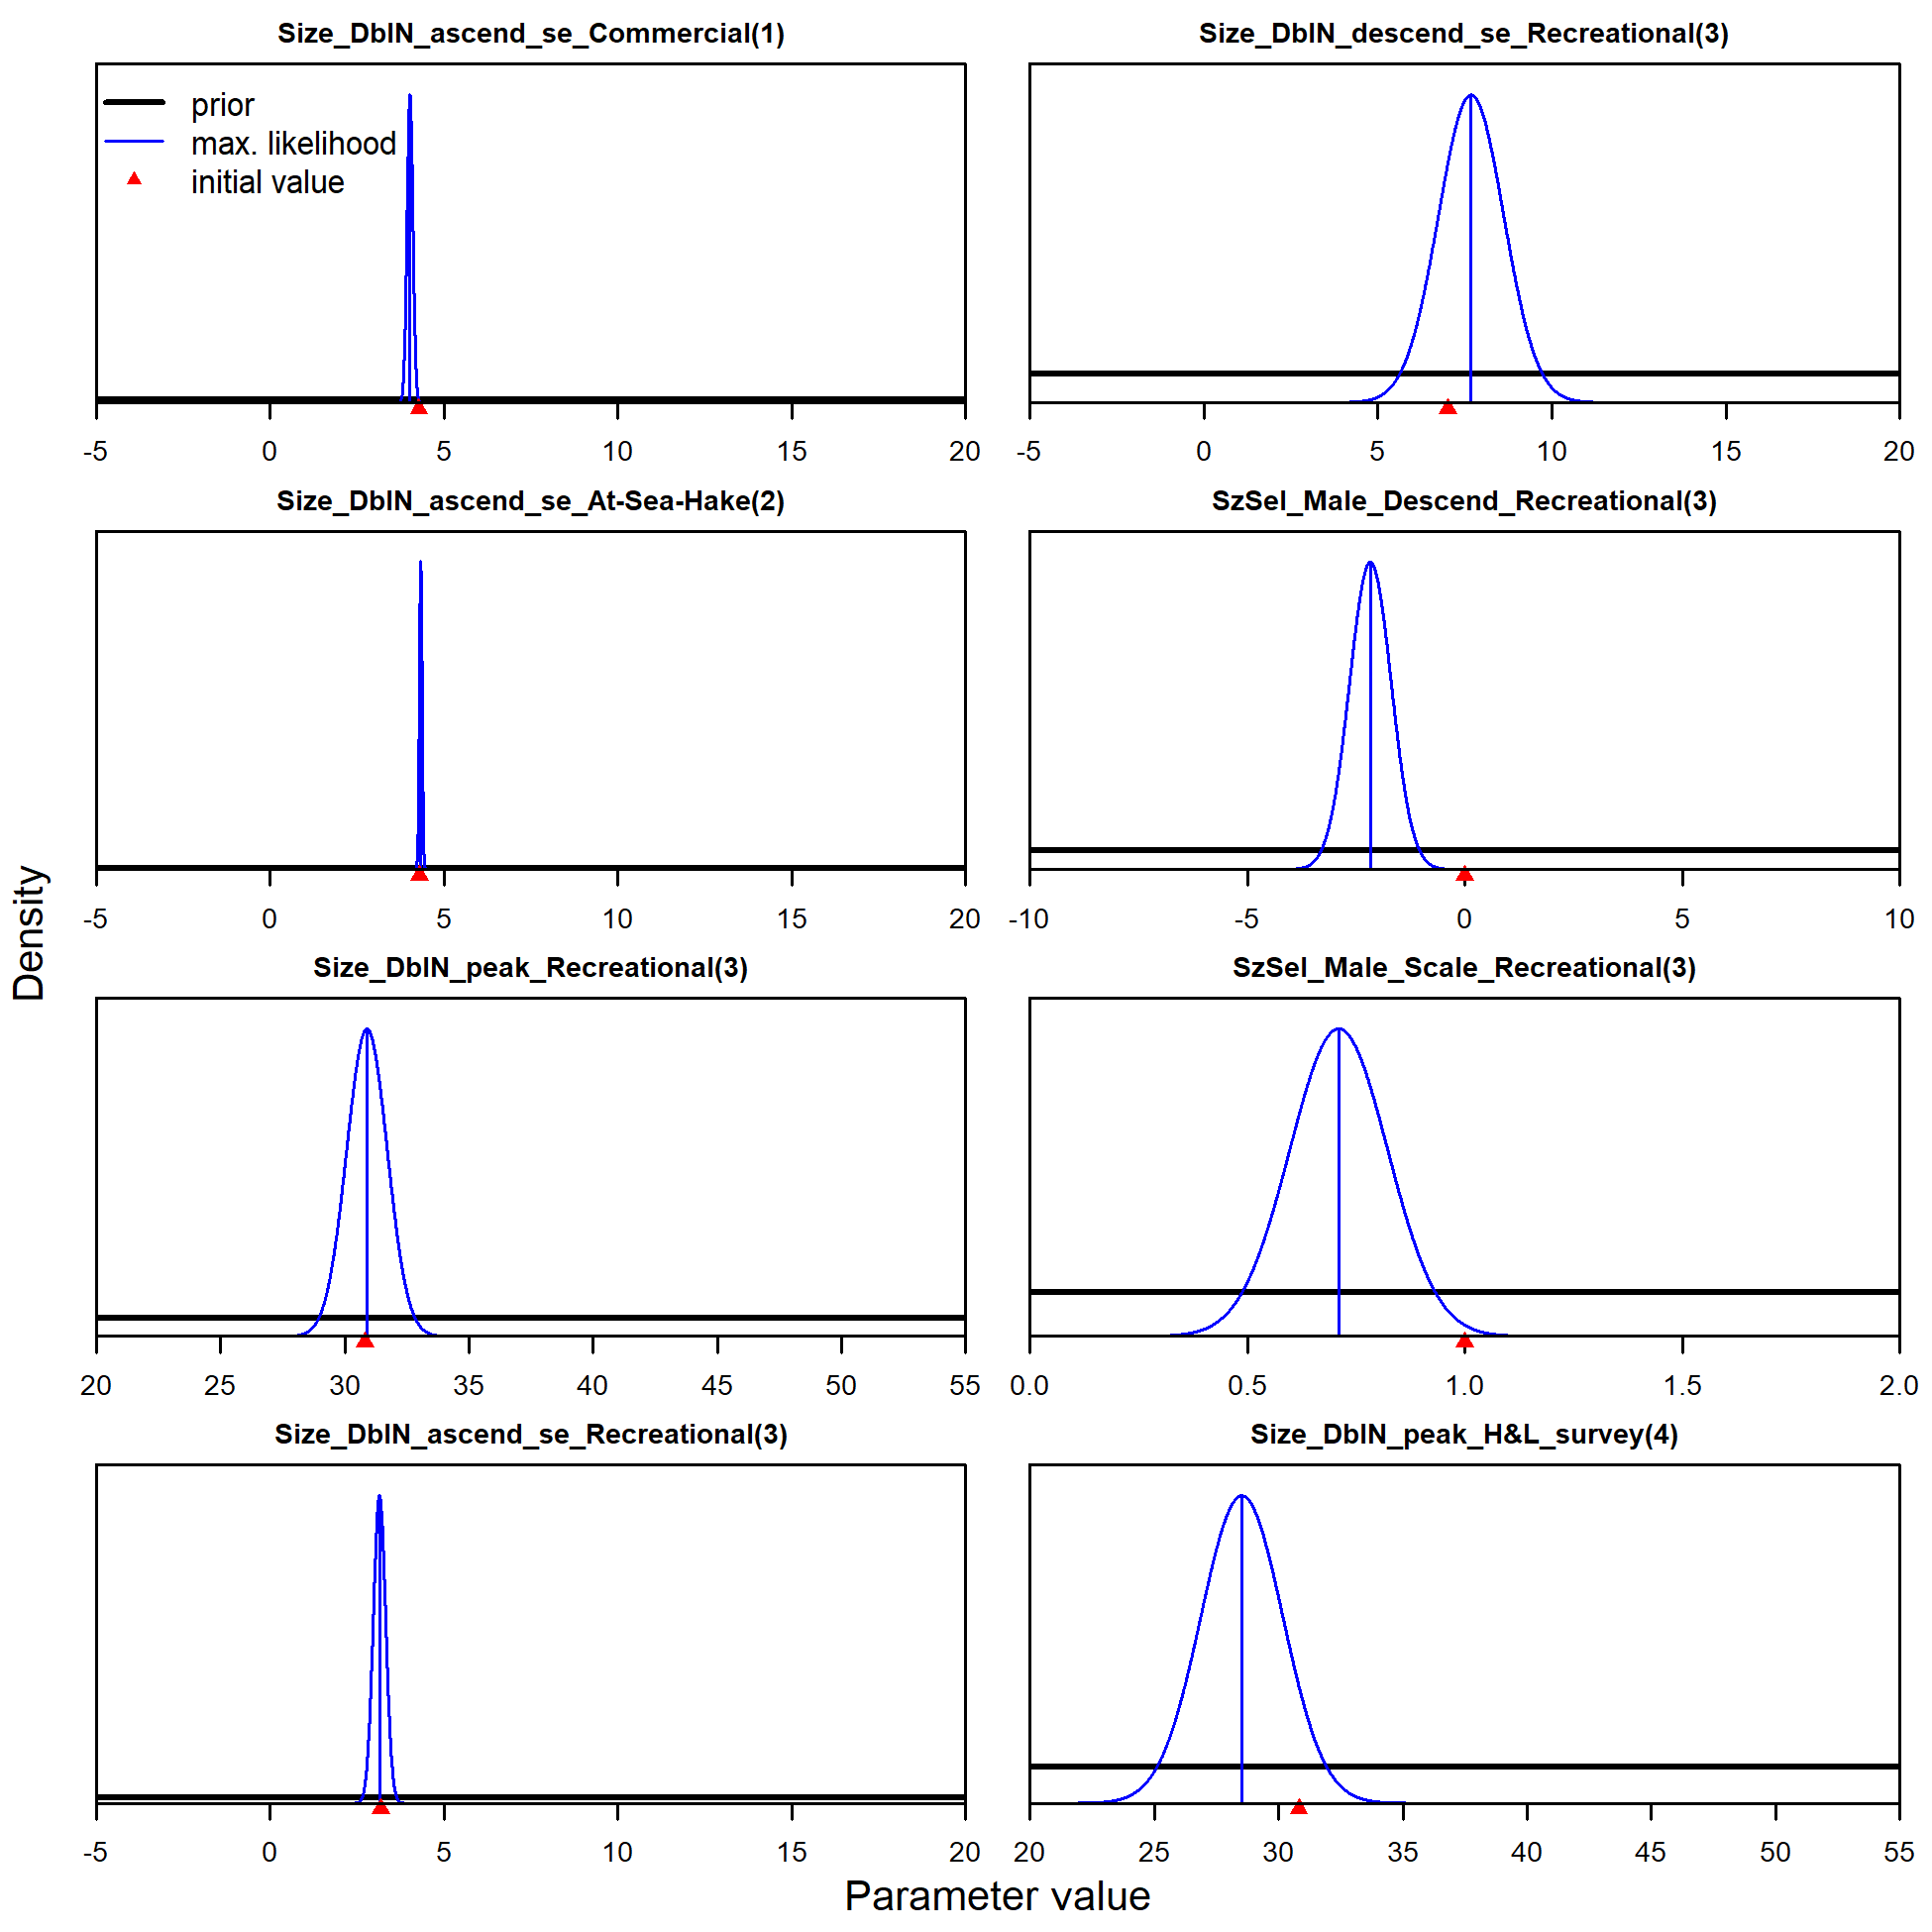 Size_DblN_ascend_se_Commercial(1)
prior
max. likelihood
initial value
-5 0 5 10 15 20
Size_DblN_descend_se_Recreational(3)
-5 0 5 10 15 20
Size_DblN_ascend_se_At-Sea-Hake(2)
-5 0 5 10 15 20
SzSel_Male_Descend_Recreational(3)
-10 -5 0 5 10
Size_DblN_peak_Recreational(3)
20 25 30 35 40 45 50 55
SzSel_Male_Scale_Recreational(3)
0.0 0.5 1.0 1.5 2.0
Size_DblN_ascend_se_Recreational(3)
-5 0 5 10 15 20
Size_DblN_peak_H&L_survey(4)
20 25 30 35 40 45 50 55
Density
Parameter value